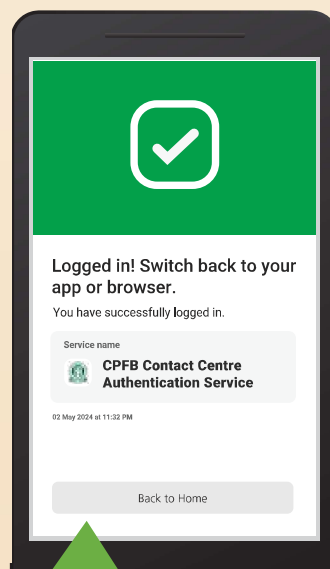 Logged in! Switch back to your
app or browser.
You have successfully logged in.
Service name
CPFB Contact Centre
Authentication Service
02 May 2024 at 11:32 PM
Back to Home